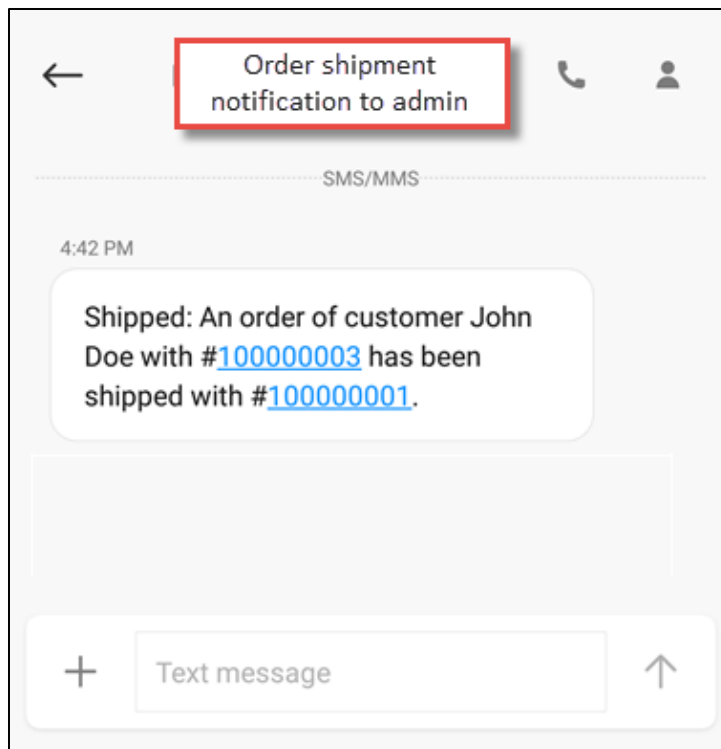 Order shipment
notification to admin
SMS/MMS
4:42 PM
Shipped: An order of customer John
Doe with #100000003 has been
shipped with #100000001.
Text message